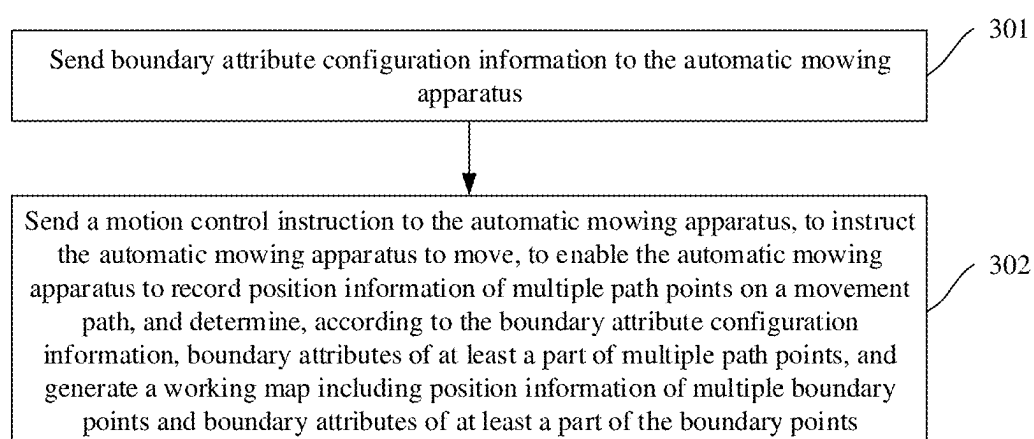 301
Send boundary attribute configuration information to the automatic mowing
apparatus
Send a motion control instruction to the automatic mowing apparatus, to instruct
the automatic mowing apparatus to move, to enable the automatic mowing
apparatus to record position information of multiple path points on a movement
path, and determine, according to the boundary attribute configuration
information, boundary attributes of at least a part of multiple path points, and
generate a working map including position information of multiple boundary
points and boundary attributes of at least a part of the boundary points
302